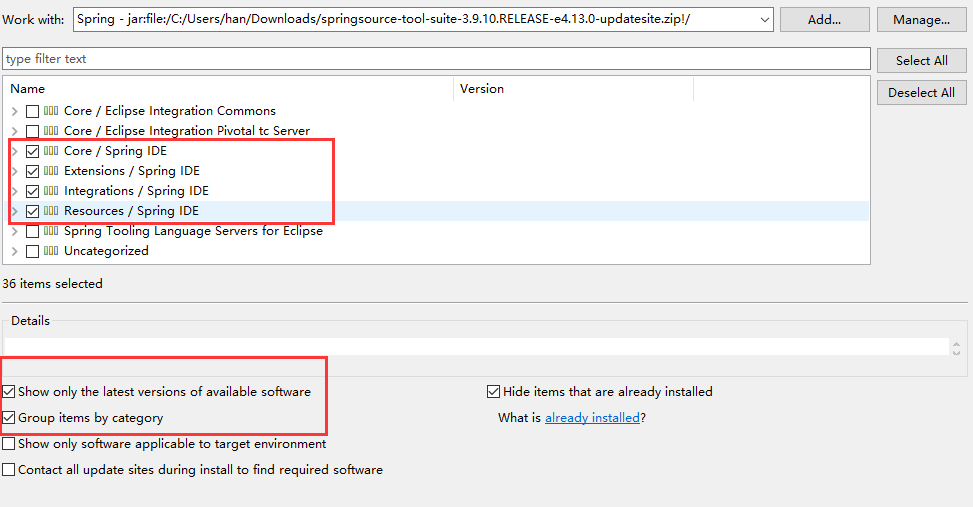 Work with: Spring - jar:file:/C:/Users/han/Downloads/springsource-tool-suite-3.9.10.RELEASE-e4.13.0-updatesite.zip!/ Add... Manage...
type filter text Select All
Deselect All
Name Version
Core / Eclipse Integration Commons
Core / Eclipse Integration Pivotal tc Server
Core / Spring IDE
Extensions / Spring IDE
Integrations / Spring IDE
Resources / Spring IDE
Spring Tooling Language Servers for Eclipse
Uncategorized
36 items selected
Details
Show only the latest versions of available software Hide items that are already installed
Group items by category What is already installed?
Show only software applicable to target environment
Contact all update sites during install to find required software